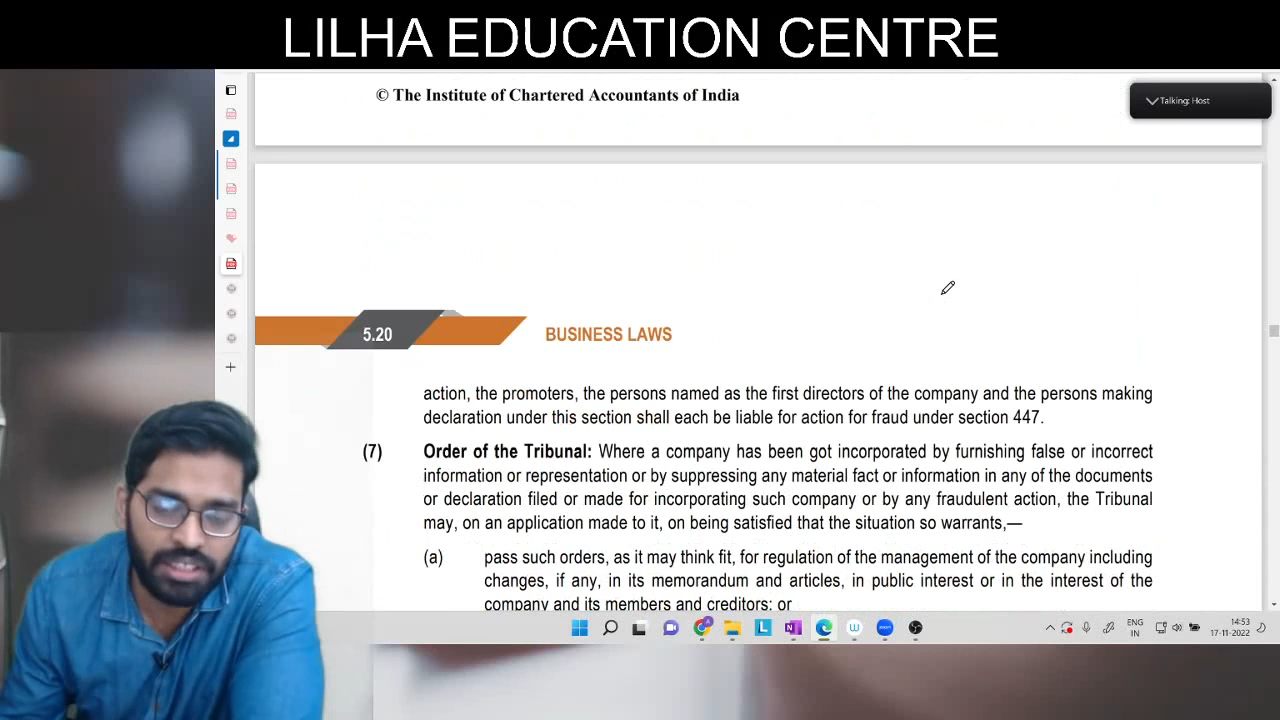 LILHA EDUCATION CENTRE
© The Institute of Chartered Accountants of India
Talking: Host
5.20
BUSINESS LAWS
action, the promoters, the persons named as the first directors of the company and the persons making
declaration under this section shall each be liable for action for fraud under section 447.
(7) Order of the Tribunal: Where a company has been got incorporated by furnishing false or incorrect
information or representation or by suppressing any material fact or information in any of the documents
or declaration filed or made for incorporating such company or by any fraudulent action, the Tribunal
may, on an application made to it, on being satisfied that the situation so warrants,—
(a) pass such orders, as it may think fit, for regulation of the management of the company including
changes, if any, in its memorandum and articles, in public interest or in the interest of the
company and its members and creditors; or
ENG
IN
14:53
17-11-2022